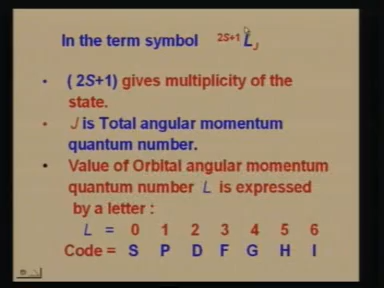 In the term symbol ²ˢ⁺¹L_J
• (2S+1) gives multiplicity of the
state.
• J is Total angular momentum
quantum number.
• Value of Orbital angular momentum
quantum number L is expressed
by a letter :
L = 0 1 2 3 4 5 6
Code = S P D F G H I